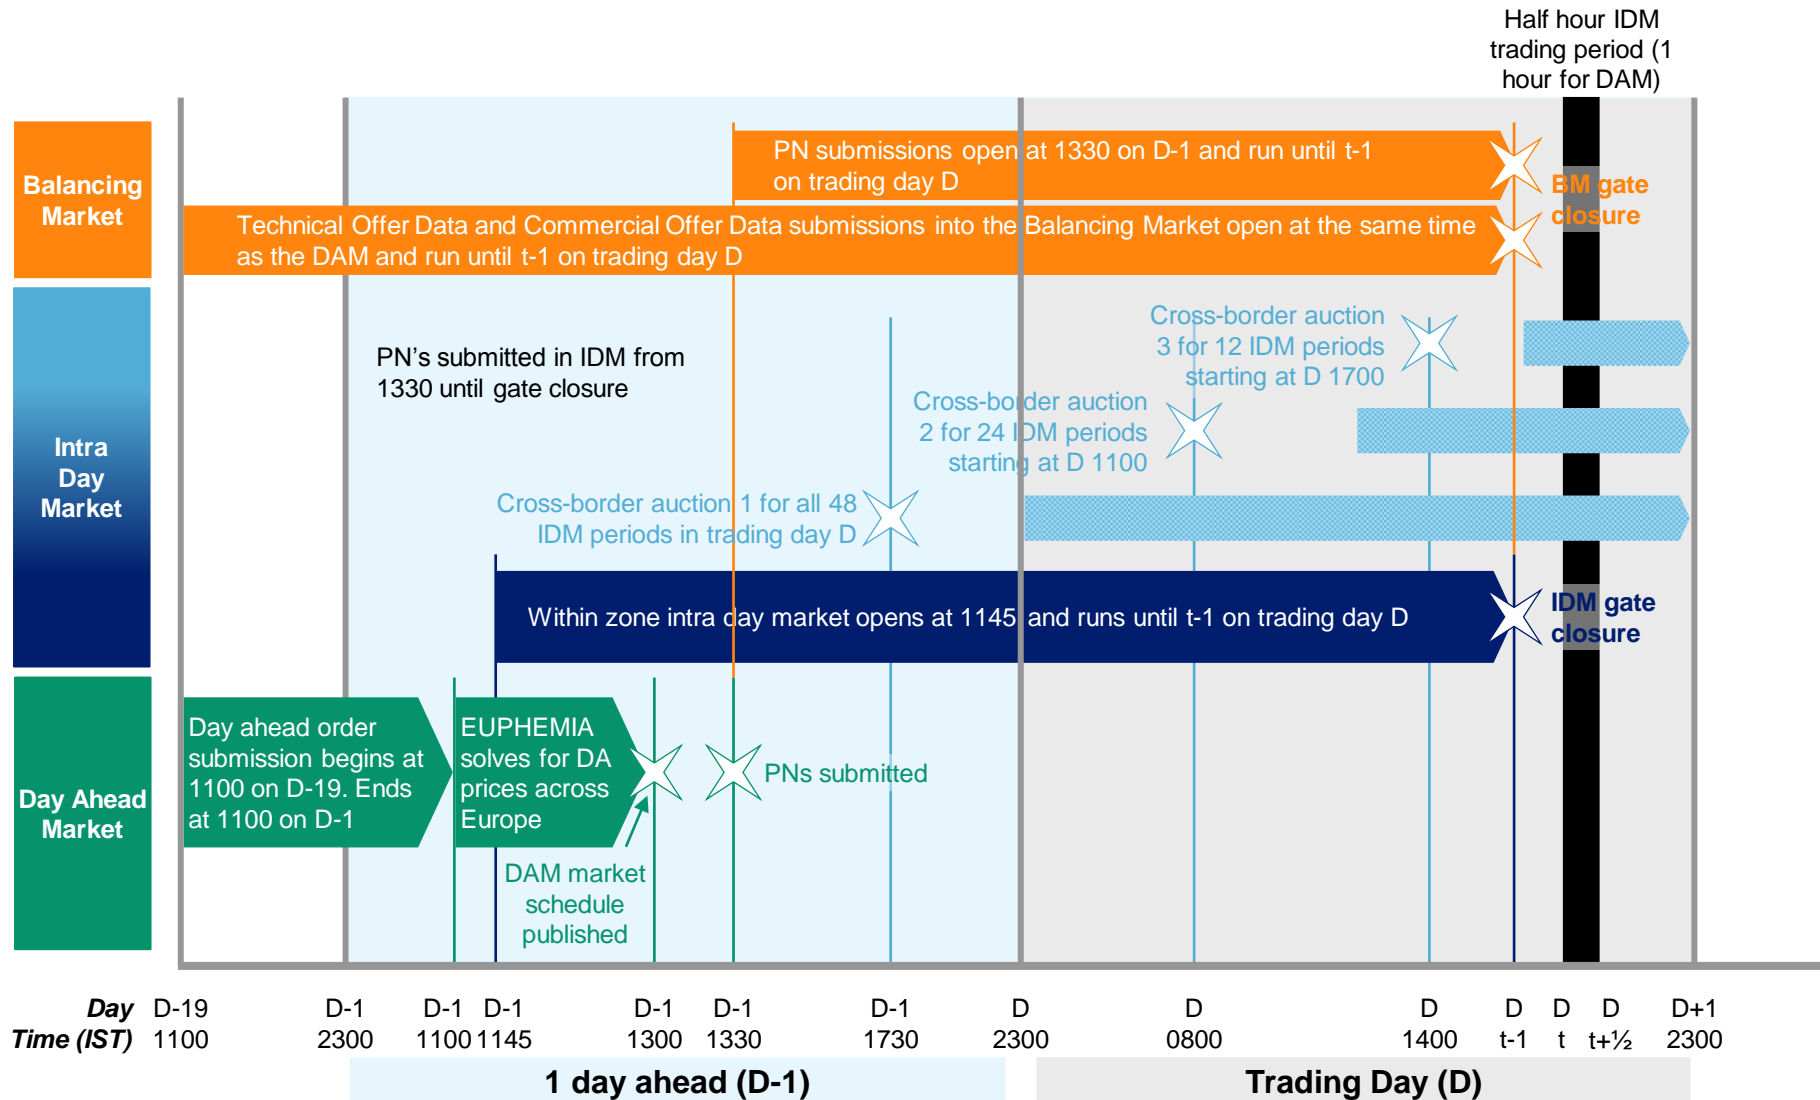 Half hour IDM
trading period (1
hour for DAM)
Balancing
Market
PN submissions open at 1330 on D-1 and run until t-1
on trading day D
BM gate
closure
Technical Offer Data and Commercial Offer Data submissions into the Balancing Market open at the same time
as the DAM and run until t-1 on trading day D
Intra
Day
Market
PN's submitted in IDM from
1330 until gate closure
Cross-border auction
3 for 12 IDM periods
starting at D 1700
Cross-border auction
2 for 24 IDM periods
starting at D 1100
Cross-border auction 1 for all 48
IDM periods in trading day D
Within zone intra day market opens at 1145 and runs until t-1 on trading day D
IDM gate
closure
Day Ahead
Market
Day ahead order
submission begins at
1100 on D-19. Ends
at 1100 on D-1
EUPHEMIA
solves for DA
prices across
Europe
PNs submitted
DAM market
schedule
published
Day D-19 D-1 D-1 D-1 D-1 D-1 D-1 D D D D D D D+1
Time (IST) 1100 2300 1100 1145 1300 1330 1730 2300 0800 1400 t-1 t t+½ 2300
1 day ahead (D-1) Trading Day (D)